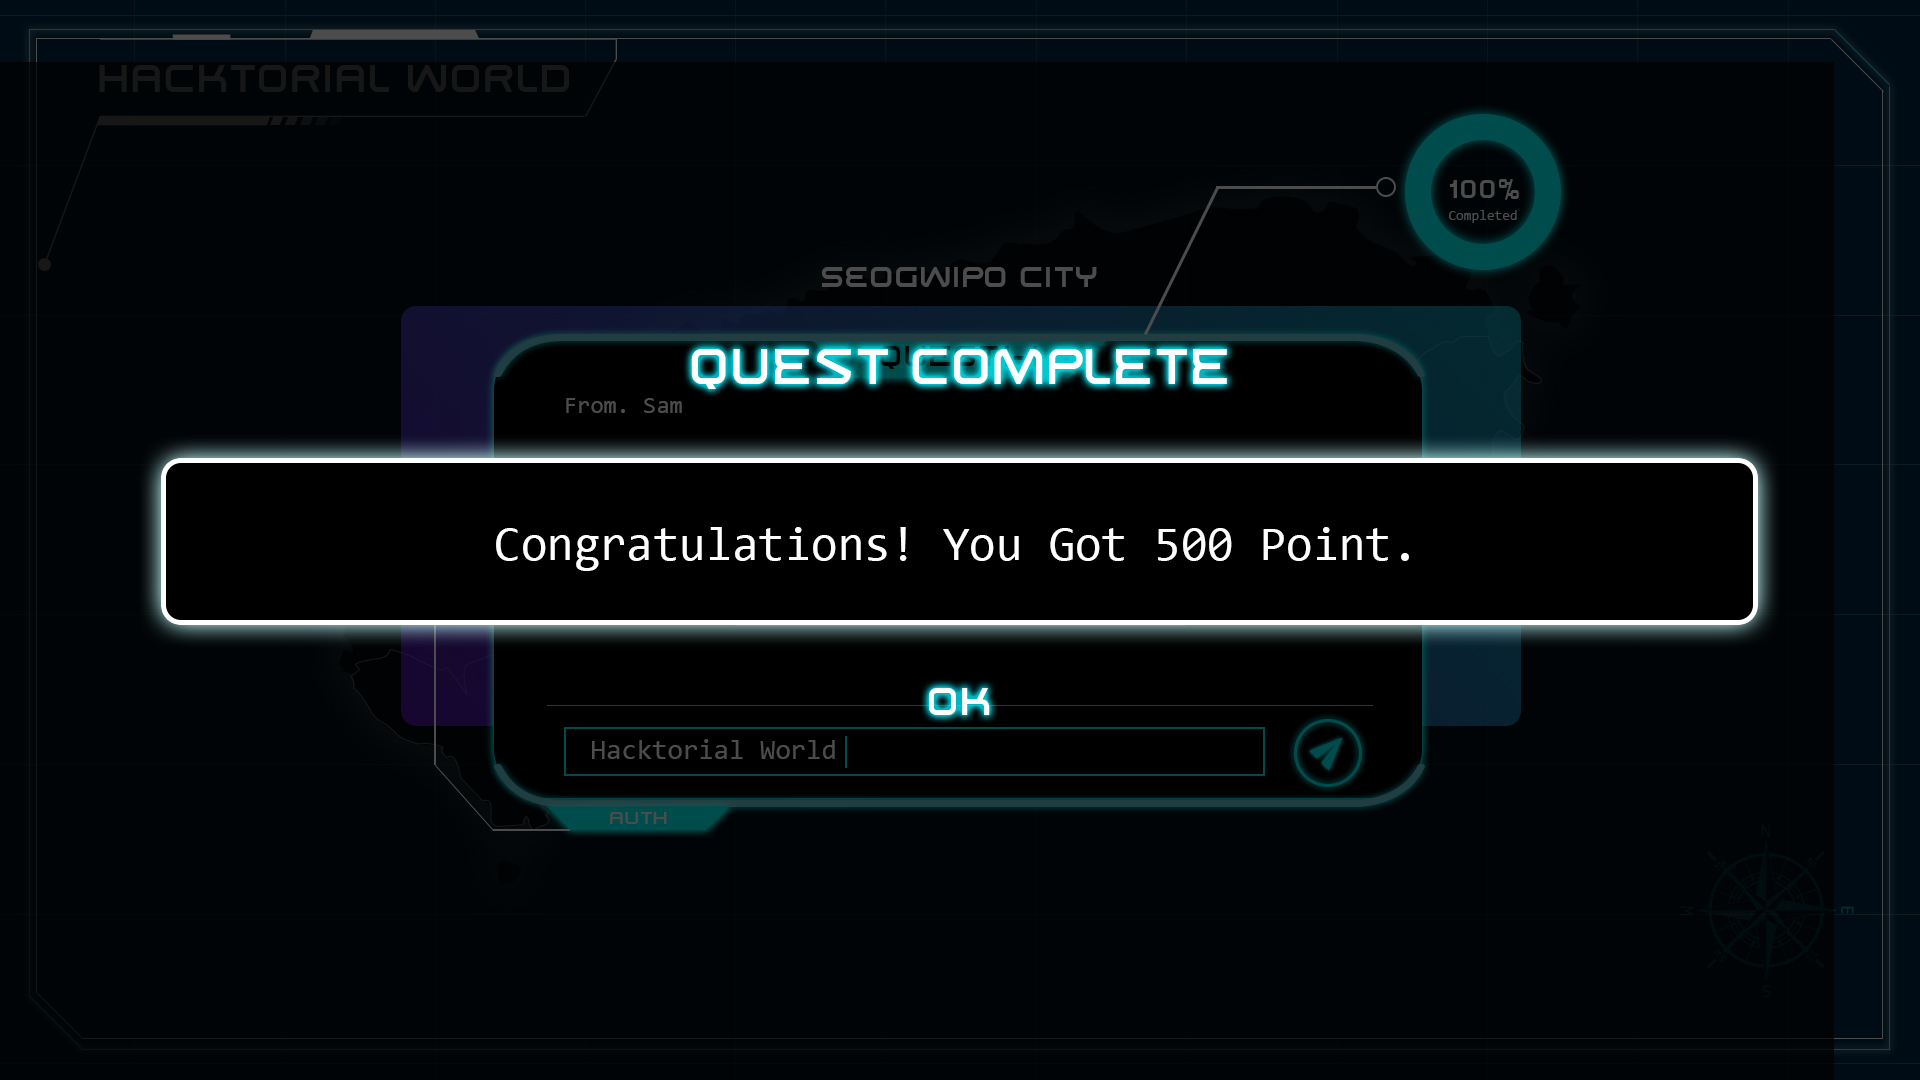 HACKTORIAL WORLD
100%
Completed
SEOGWIPO CITY
QUEST COMPLETE
From. Sam
Congratulations! You Got 500 Point.
OK
Hacktorial World
AUTH
N
E
S